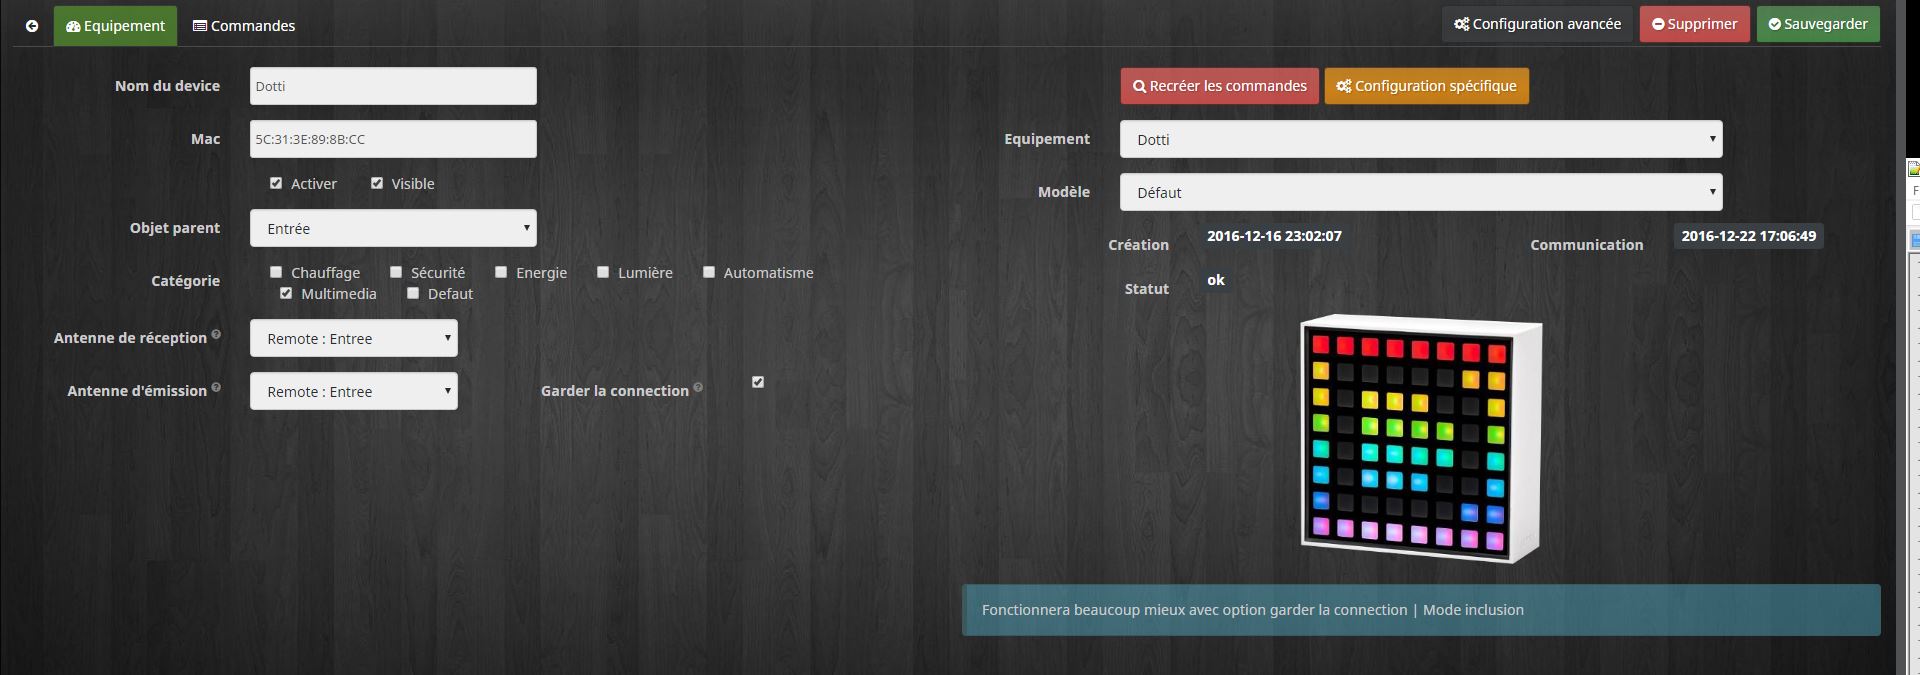 Equipement Commandes Configuration avancée Supprimer Sauvegarder
Nom du device Dotti
Recréer les commandes Configuration spécifique
Mac 5C:31:3E:89:8B:CC
Equipement Dotti
Activer Visible
Modèle Défaut
Objet parent Entrée
Création 2016-12-16 23:02:07 Communication 2016-12-22 17:06:49
Catégorie Chauffage Sécurité Energie Lumière Automatisme
Multimedia Defaut
Statut ok
Antenne de réception ? Remote : Entree
Antenne d'émission ? Remote : Entree Garder la connection ?
Fonctionnera beaucoup mieux avec option garder la connection | Mode inclusion
F